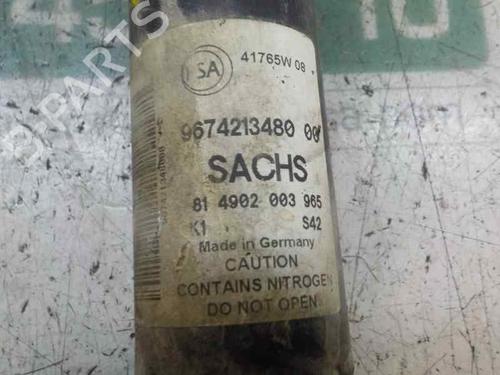 SA
41765W 08
9674213480 00
SACHS
81 4902 003 965
K1 S42
Made in Germany
CAUTION
CONTAINS NITROGEN
DO NOT OPEN